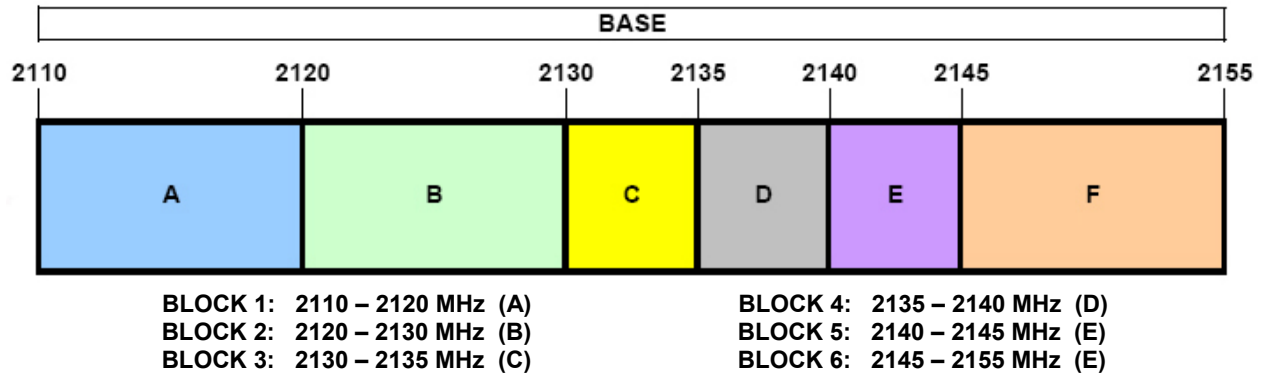 BASE
2110 2120 2130 2135 2140 2145 2155
A B C D E F
BLOCK 1: 2110 – 2120 MHz (A) BLOCK 4: 2135 – 2140 MHz (D)
BLOCK 2: 2120 – 2130 MHz (B) BLOCK 5: 2140 – 2145 MHz (E)
BLOCK 3: 2130 – 2135 MHz (C) BLOCK 6: 2145 – 2155 MHz (E)